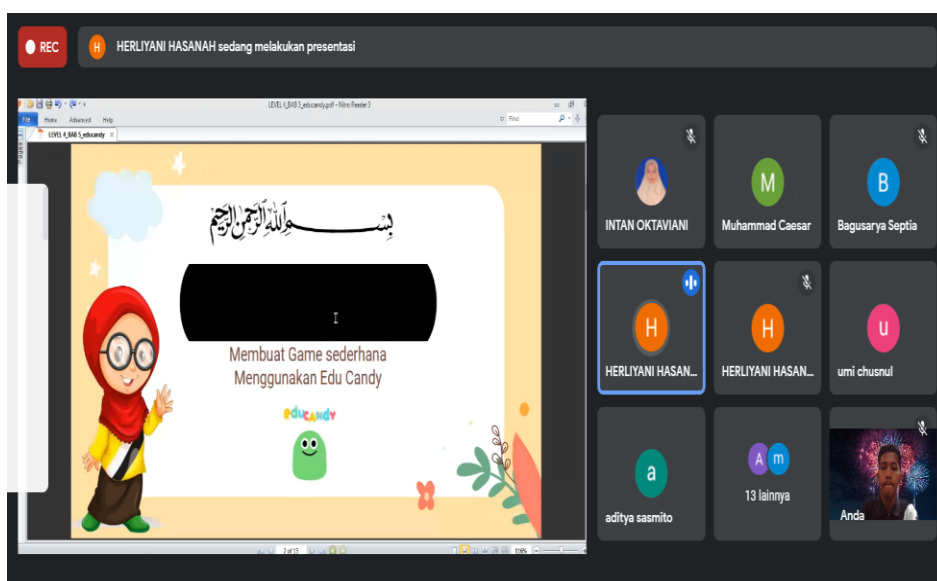 REC
H
HERLIYANI HASANAH sedang melakukan presentasi
LEVEL 4_BAB 5_educandy.pdf - Nitro Reader 3
File Home Advanced Help
Find
LEVEL 4_BAB 5_educandy
Pages
بِسْمِ اللَّهِ الرَّحْمَٰنِ الرَّحِيمِ
Membuat Game sederhana
Menggunakan Edu Candy
educandy
2 of 13
116%
INTAN OKTAVIANI
M
Muhammad Caesar
B
Bagusarya Septia
H
HERLIYANI HASAN...
H
HERLIYANI HASAN...
u
umi chusnul
a
aditya sasmito
A m
13 lainnya
Anda